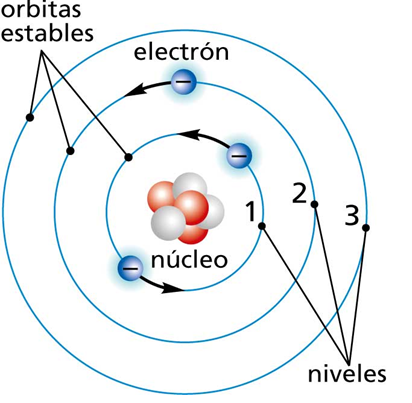 orbitas
estables
electrón
1
2
3
núcleo
niveles